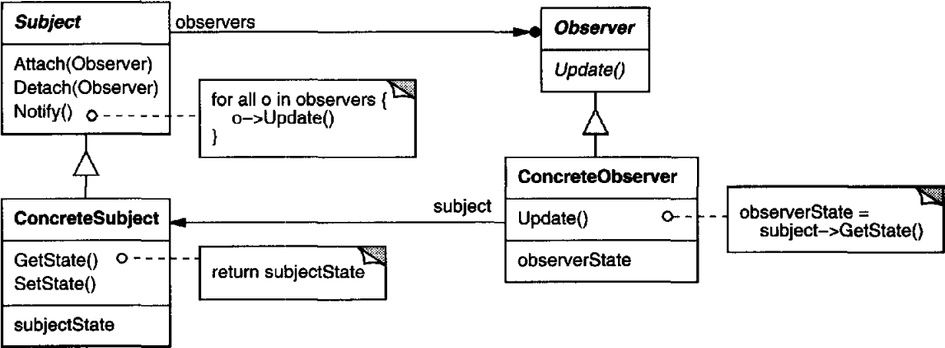 Subject
Attach(Observer)
Detach(Observer)
Notify()
observers
for all o in observers {
o->Update()
}
Observer
Update()
ConcreteSubject
GetState()
SetState()
subjectState
return subjectState
subject
ConcreteObserver
Update()
observerState
observerState =
subject->GetState()